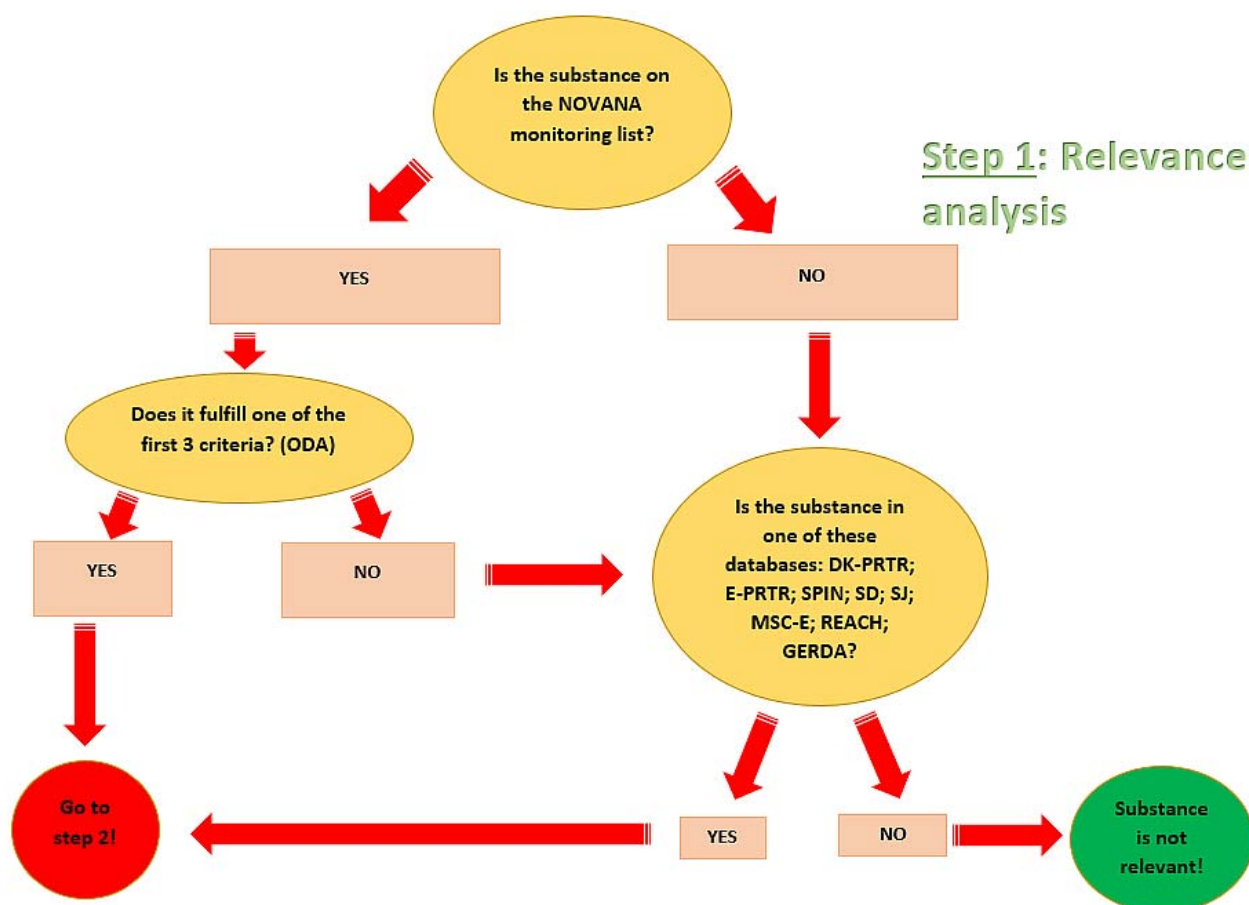 Is the substance on
the NOVANA
monitoring list?
Step 1: Relevance
analysis
YES
NO
Does it fulfill one of the
first 3 criteria? (ODA)
Is the substance in
one of these
databases: DK-PRTR;
E-PRTR; SPIN; SD; SJ;
MSC-E; REACH;
GERDA?
YES
NO
Go to
step 2!
YES
NO
Substance
is not
relevant!